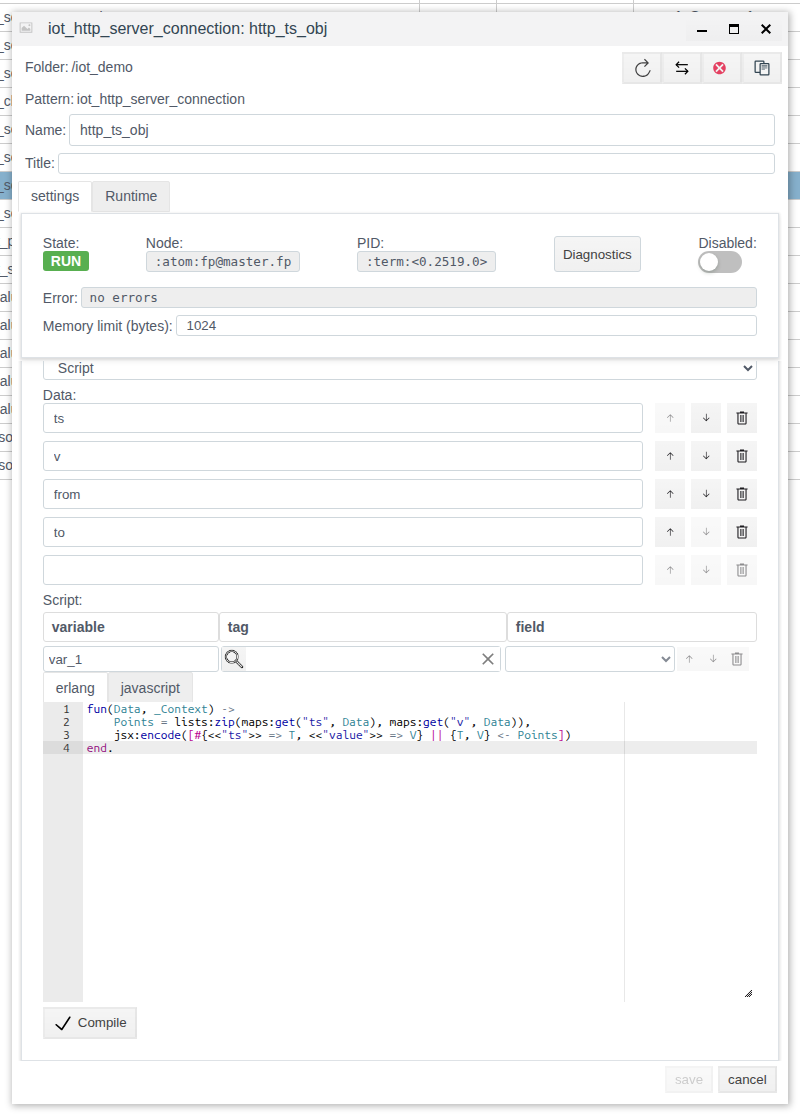 iot_http_server_connection: http_ts_obj
Folder: /iot_demo
Pattern: iot_http_server_connection
Name: http_ts_obj
Title:
settings Runtime
State: Node: PID: Disabled:
RUN :atom:fp@master.fp :term:<0.2519.0> Diagnostics
Error: no errors
Memory limit (bytes): 1024
Script
Data:
ts
v
from
to
Script:
variable tag field
var_1
erlang javascript
1 fun(Data, _Context) ->
2 Points = lists:zip(maps:get("ts", Data), maps:get("v", Data)),
3 jsx:encode([#{<<"ts">> => T, <<"value">> => V} || {T, V} <- Points])
4 end.
Compile
save cancel